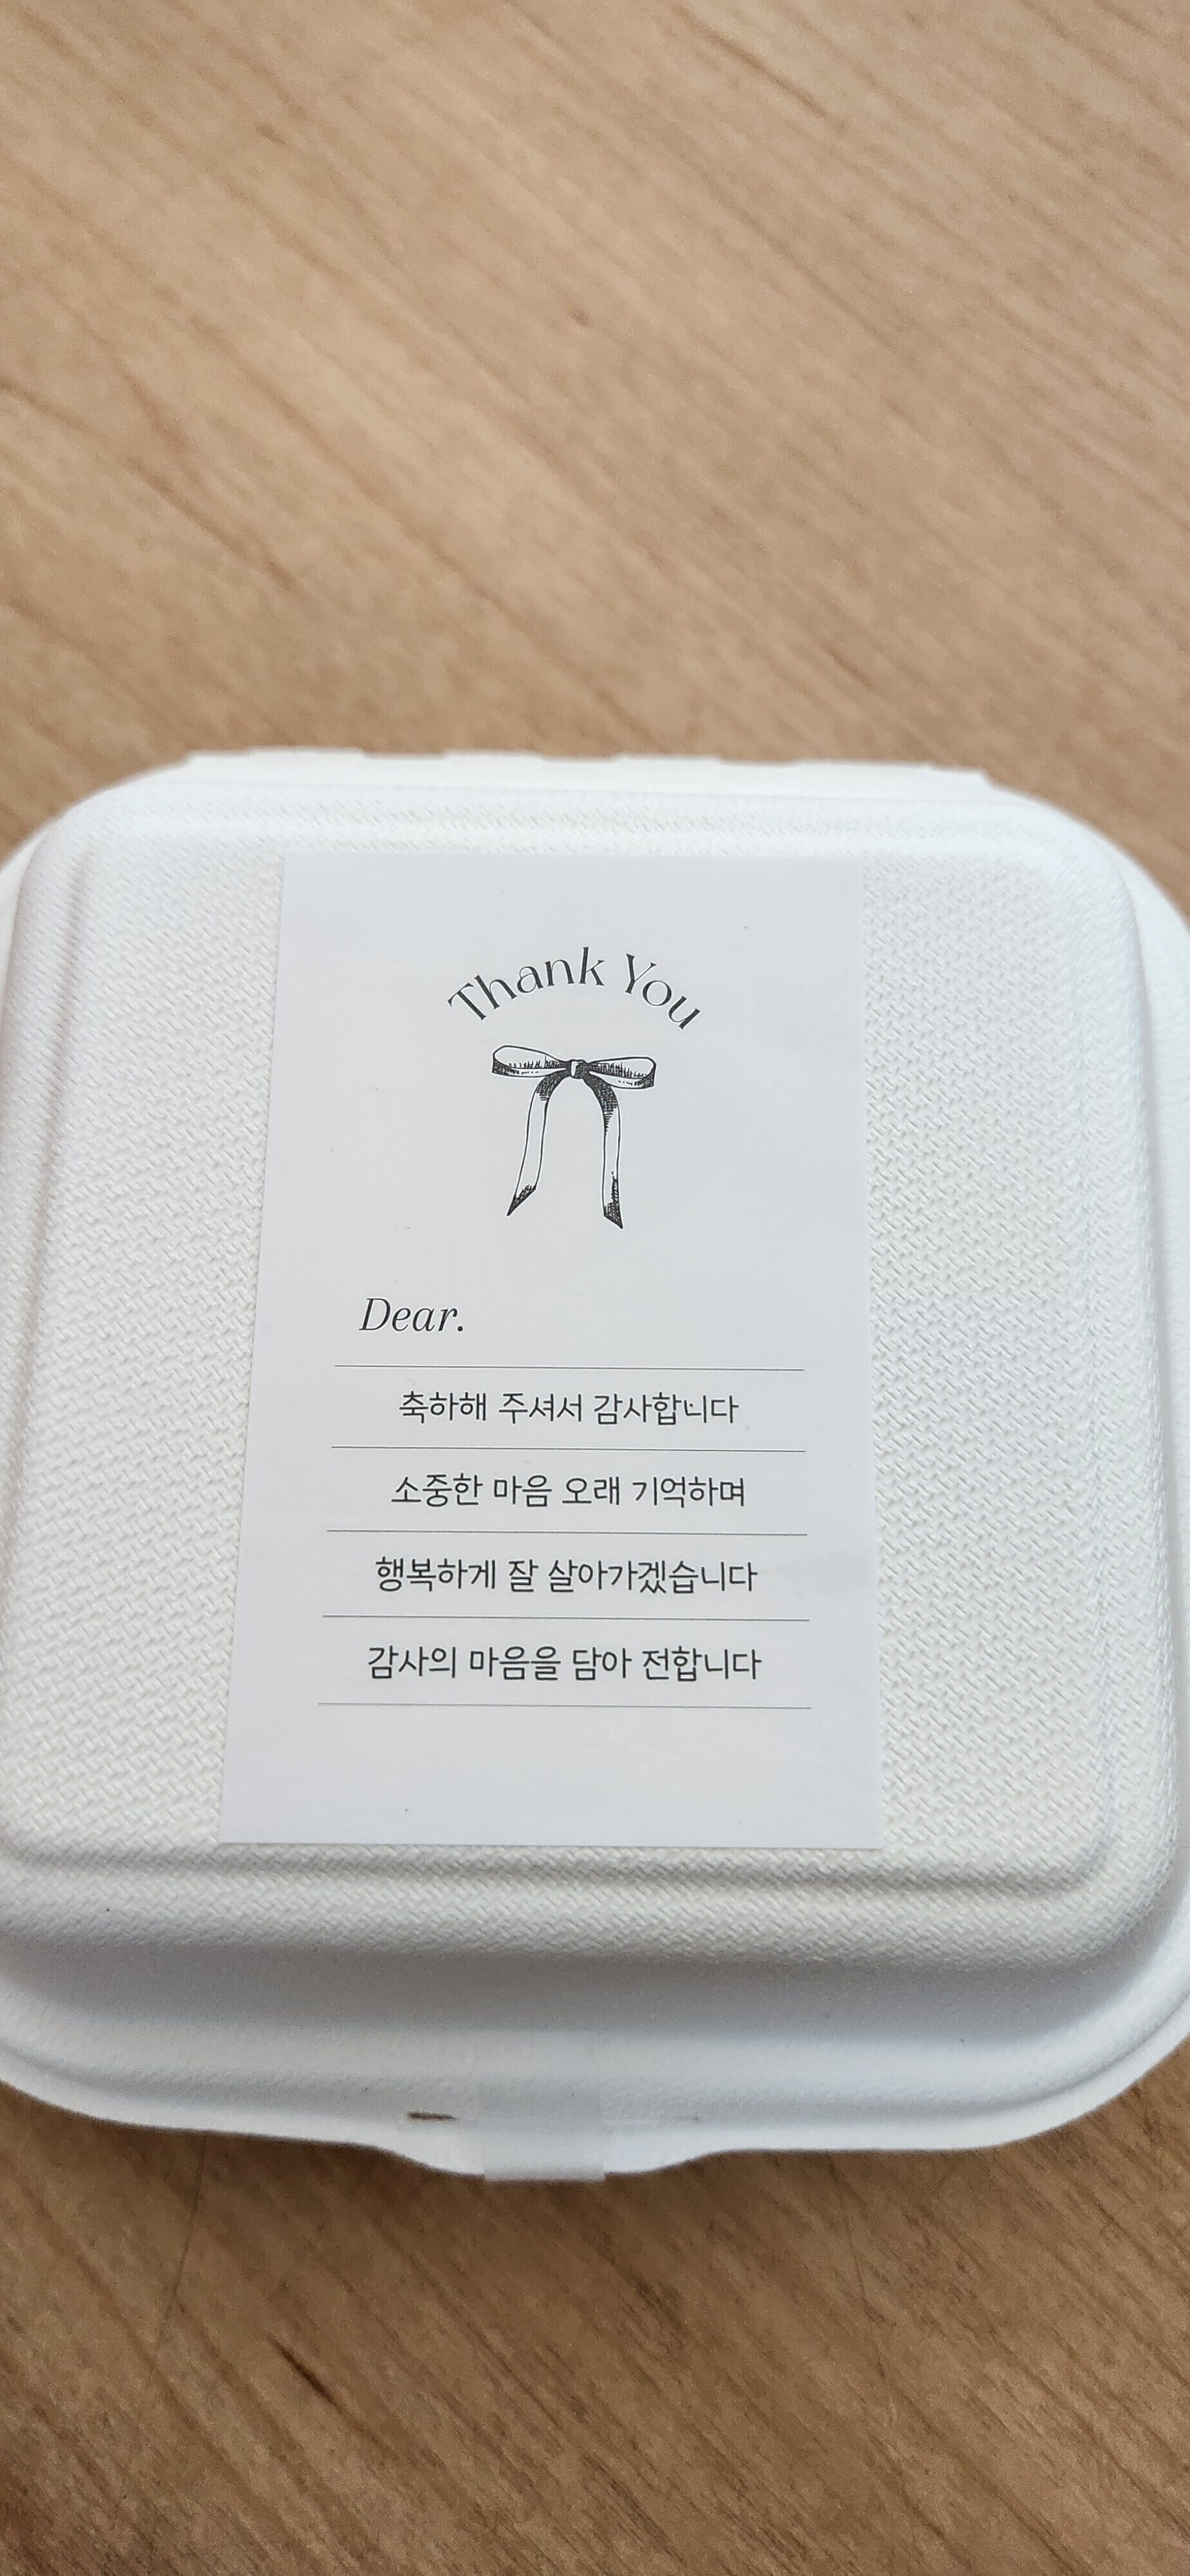 Thank You
Dear.
축하해 주셔서 감사합니다
소중한 마음 오래 기억하며
행복하게 잘 살아가겠습니다
감사의 마음을 담아 전합니다